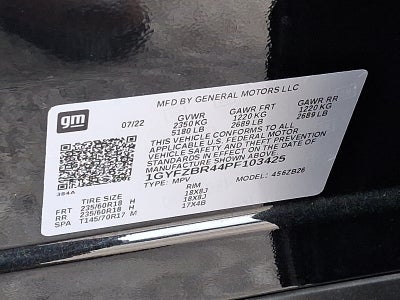 MFD BY GENERAL MOTORS LLC
gm
07/22
GVWR GAWR FRT GAWR RR
2350 KG 1220 KG 1220 KG
5180 LB 2689 LB 2689 LB
THIS VEHICLE CONFORMS TO ALL
APPLICABLE U.S. FEDERAL MOTOR
VEHICLE SAFETY AND THEFT PREVENTION
STANDARDS IN EFFECT ON THE DATE OF
MANUFACTURE SHOWN ABOVE.
1GYFZBR44PF103425
TYPE: MPV MODEL: 456ZB26
384A
TIRE SIZE RIM
FRT 235/60R18 H 18X8J
RR 235/60R18 H 18X8J
SPA T145/70R17 M 17X4B